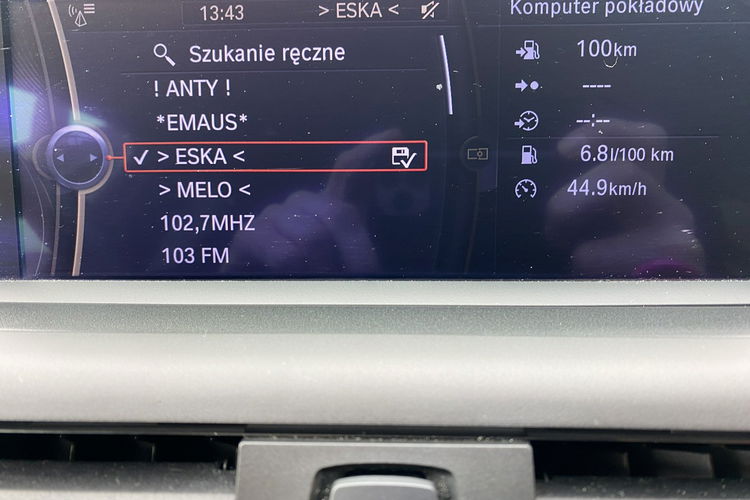 13:43 > ESKA <
Szukanie ręczne
! ANTY !
*EMAUS*
> ESKA <
> MELO <
102,7MHZ
103 FM
Komputer pokładowy
100km
----
--:--
6.8l/100 km
44.9km/h